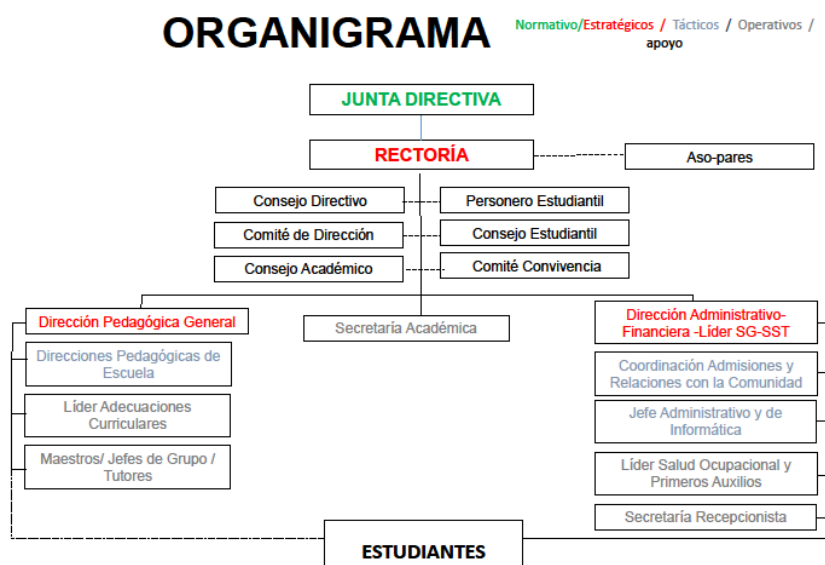 ORGANIGRAMA
Normativo/Estratégicos / Tácticos / Operativos /
apoyo
JUNTA DIRECTIVA
RECTORÍA
Aso-pares
Consejo Directivo
Personero Estudiantil
Comité de Dirección
Consejo Estudiantil
Consejo Académico
Comité Convivencia
Dirección Pedagógica General
Secretaría Académica
Dirección Administrativo-
Financiera -Líder SG-SST
Direcciones Pedagógicas de
Escuela
Coordinación Admisiones y
Relaciones con la Comunidad
Líder Adecuaciones
Curriculares
Jefe Administrativo y de
Informática
Maestros/ Jefes de Grupo /
Tutores
Líder Salud Ocupacional y
Primeros Auxilios
Secretaría Recepcionista
ESTUDIANTES